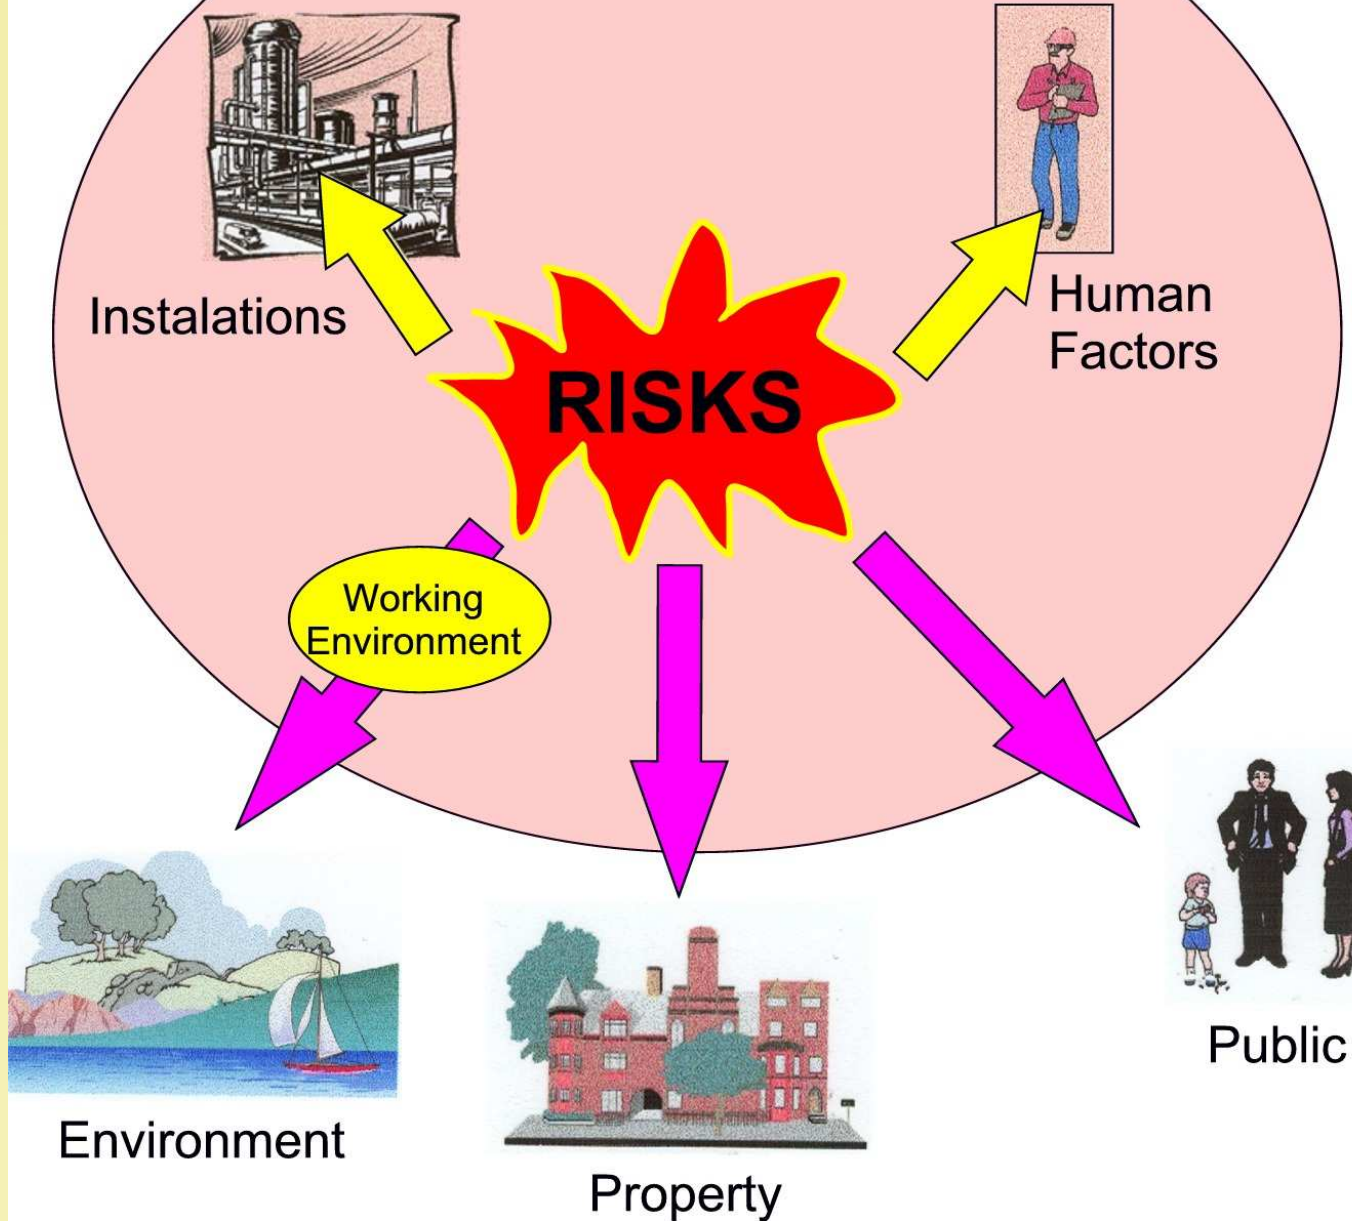 Instalations
Human
Factors
RISKS
Working
Environment
Public
Environment
Property